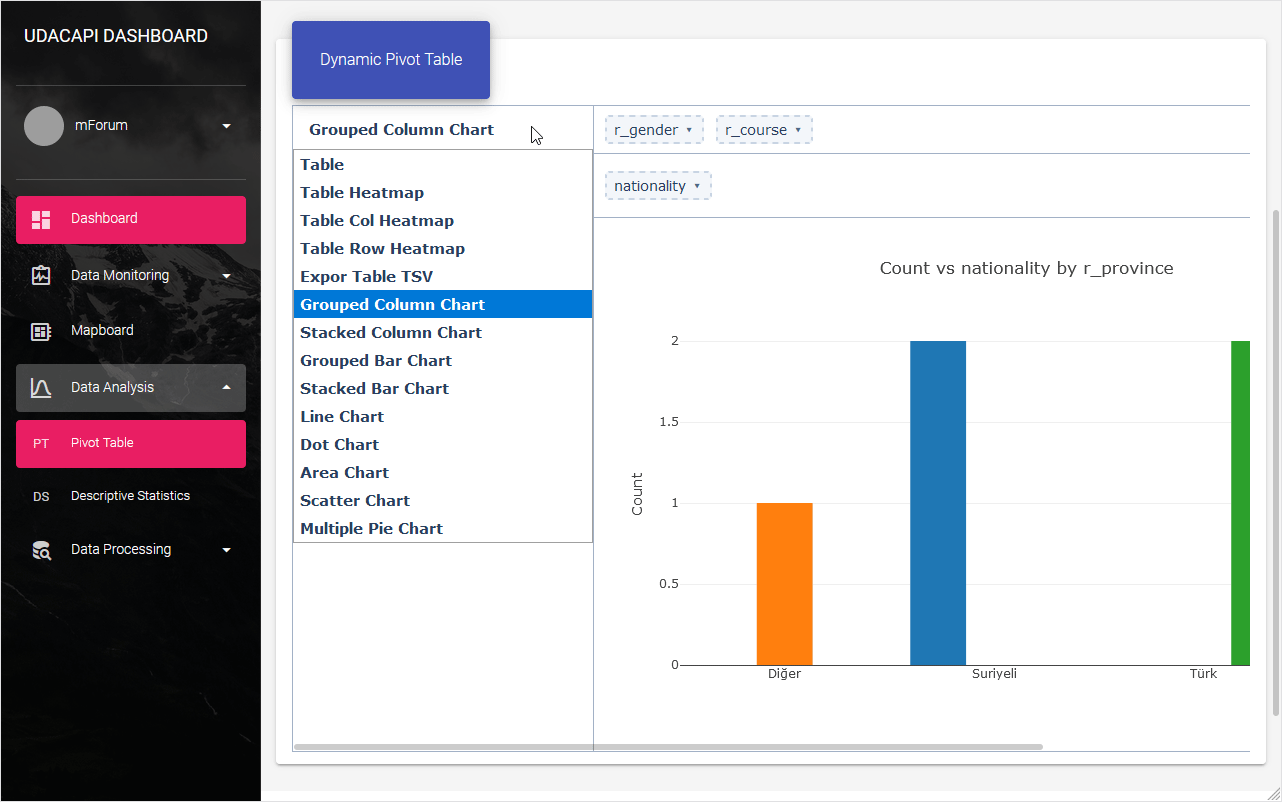 UDACAPI DASHBOARD
mForum
Dashboard
Data Monitoring
Mapboard
Data Analysis
PT Pivot Table
DS Descriptive Statistics
Data Processing
Dynamic Pivot Table
Grouped Column Chart
Table
Table Heatmap
Table Col Heatmap
Table Row Heatmap
Expor Table TSV
Grouped Column Chart
Stacked Column Chart
Grouped Bar Chart
Stacked Bar Chart
Line Chart
Dot Chart
Area Chart
Scatter Chart
Multiple Pie Chart
r_gender ▾ r_course ▾
nationality ▾
Count vs nationality by r_province
2
1.5
1
0.5
0
Count
Diğer Suriyeli Türk